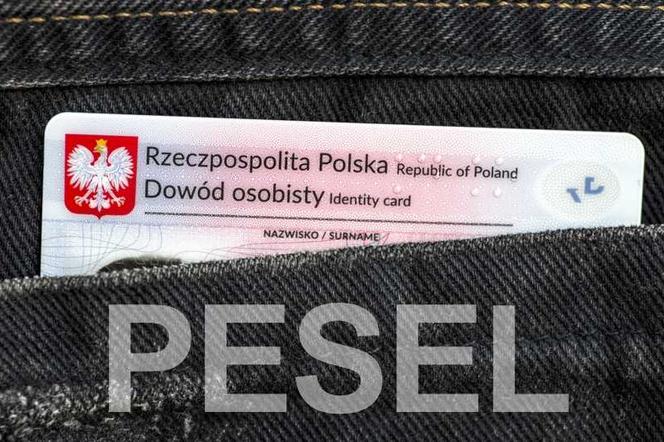 Rzeczpospolita Polska Republic of Poland
Dowód osobisty Identity card
NAZWISKO / SURNAME
PESEL